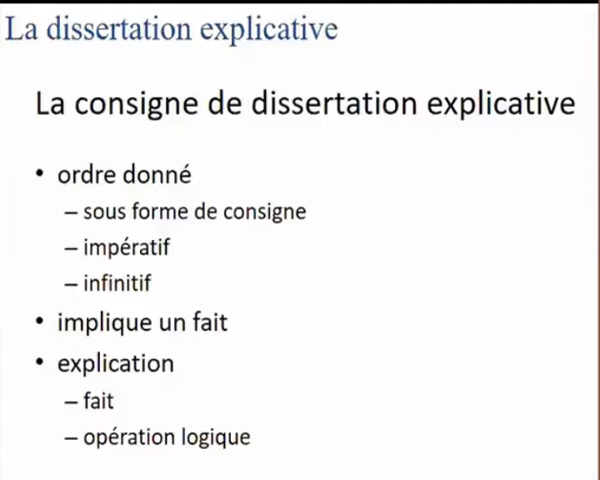 La dissertation explicative
La consigne de dissertation explicative
• ordre donné
– sous forme de consigne
– impératif
– infinitif
• implique un fait
• explication
– fait
– opération logique